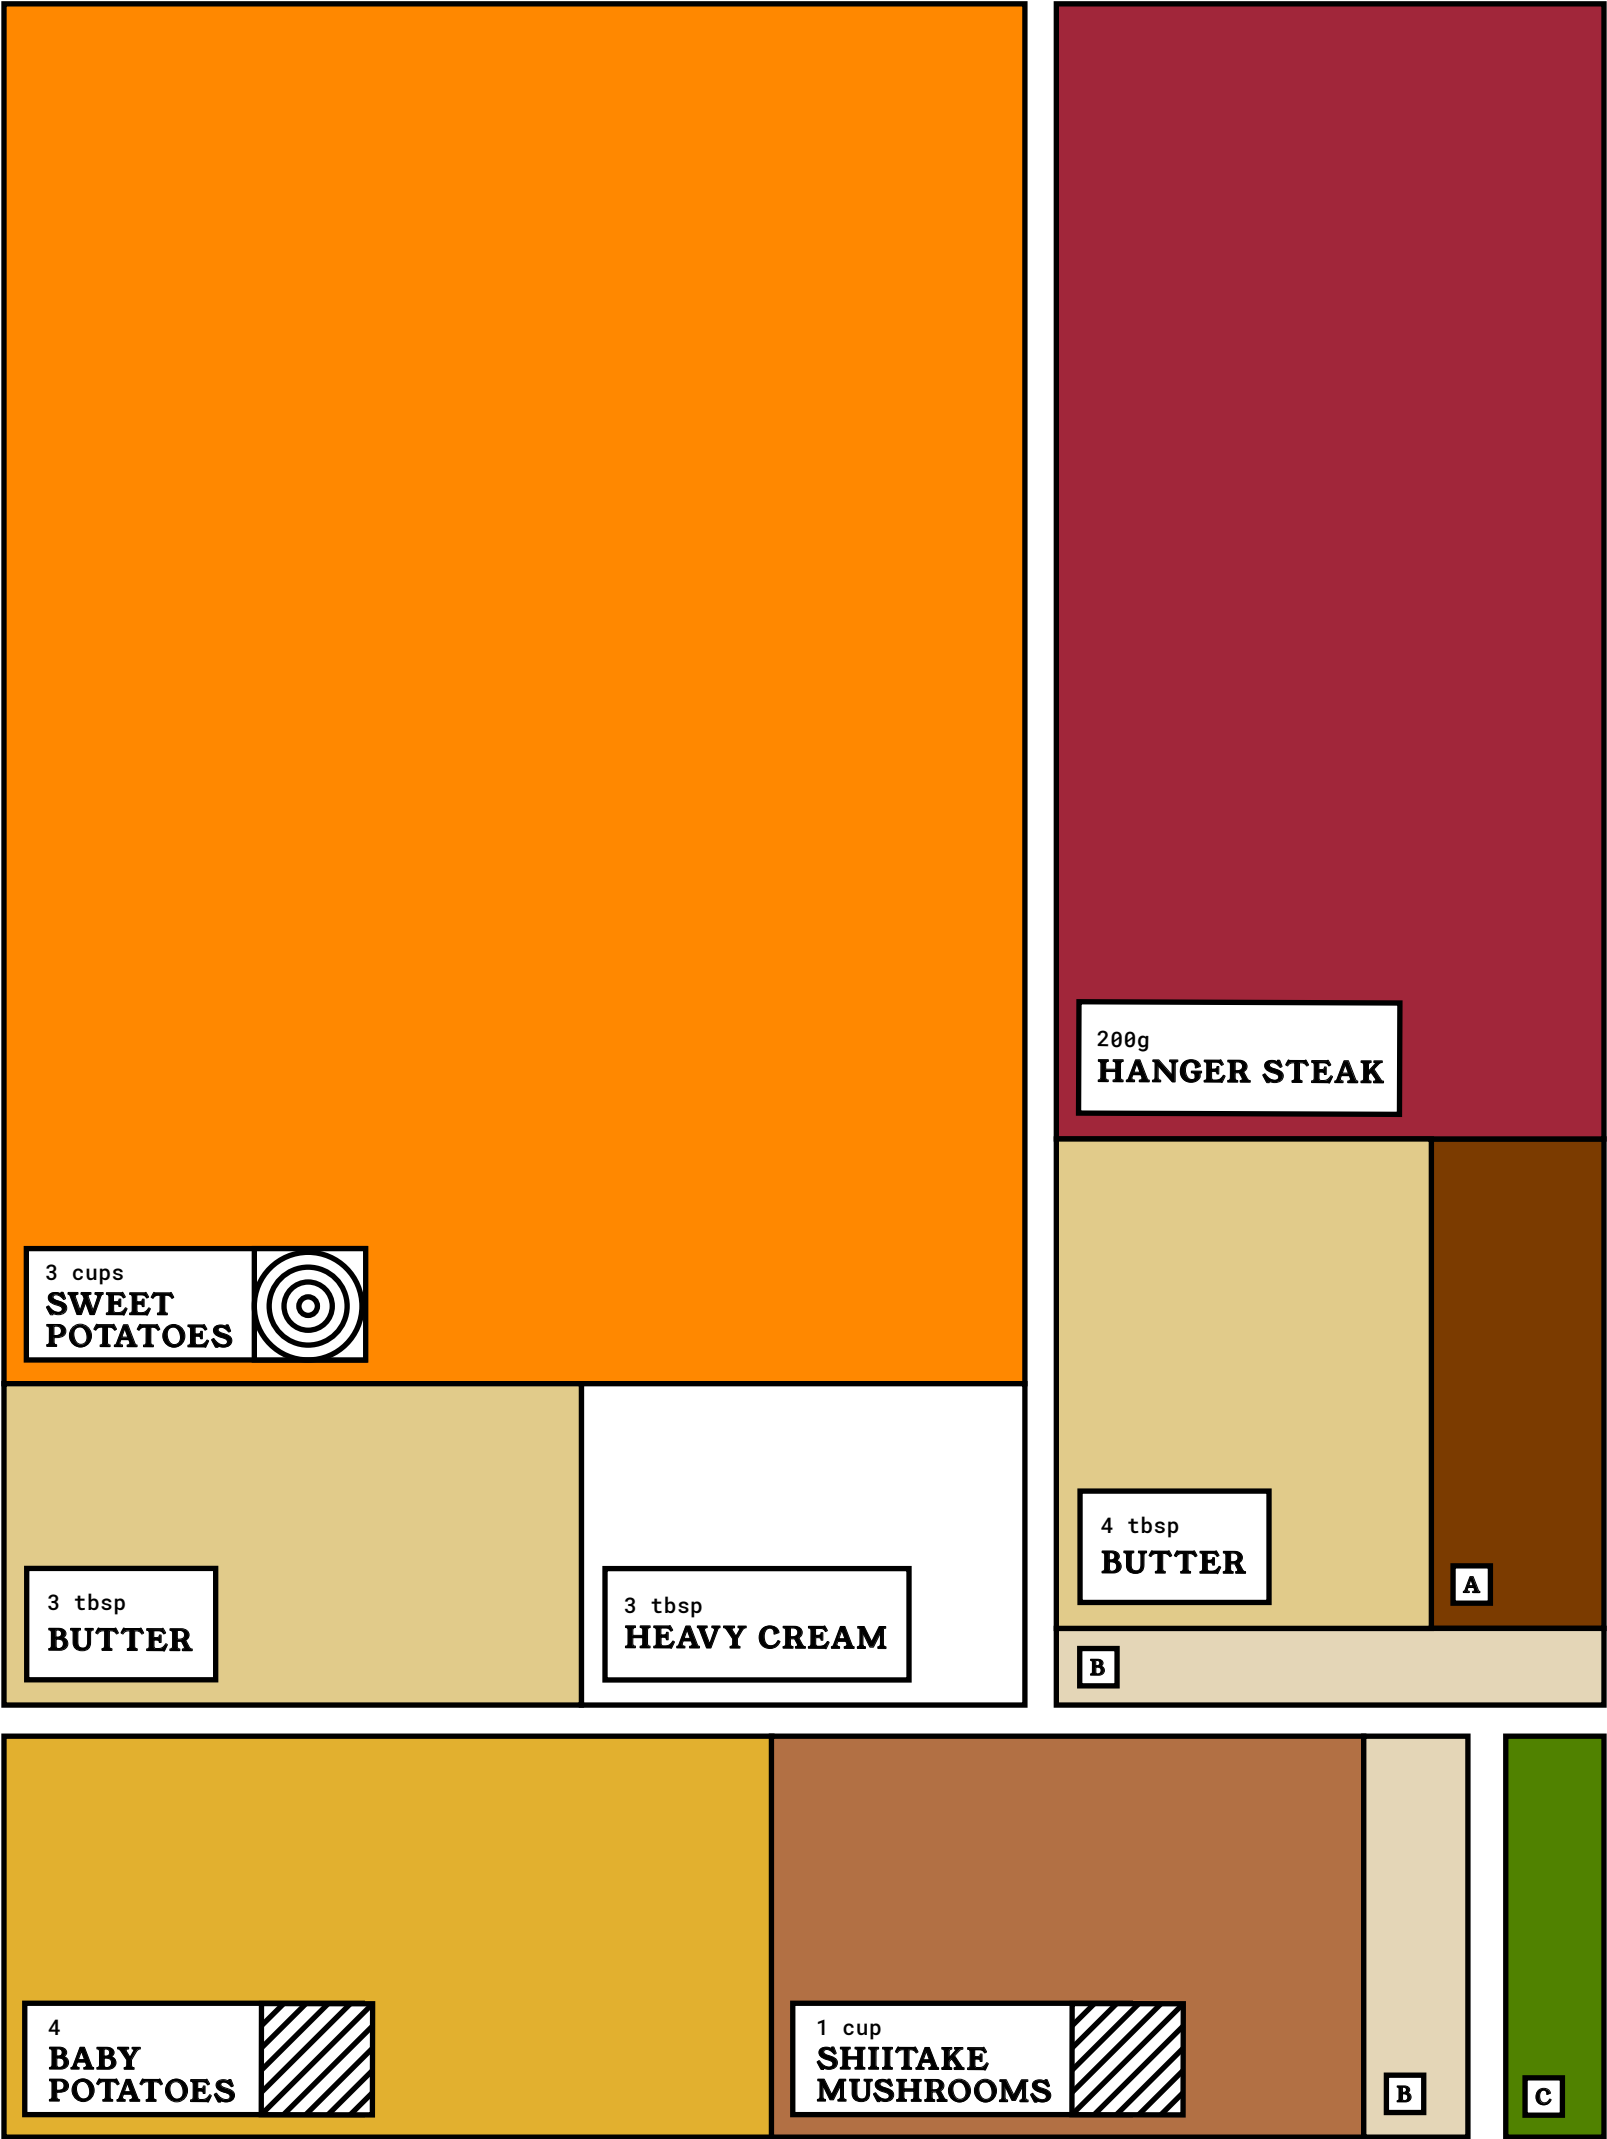 200g
HANGER STEAK
3 cups
SWEET
POTATOES
4 tbsp
BUTTER
A
3 tbsp
BUTTER
3 tbsp
HEAVY CREAM
B
4
BABY
POTATOES
1 cup
SHIITAKE
MUSHROOMS
B
C